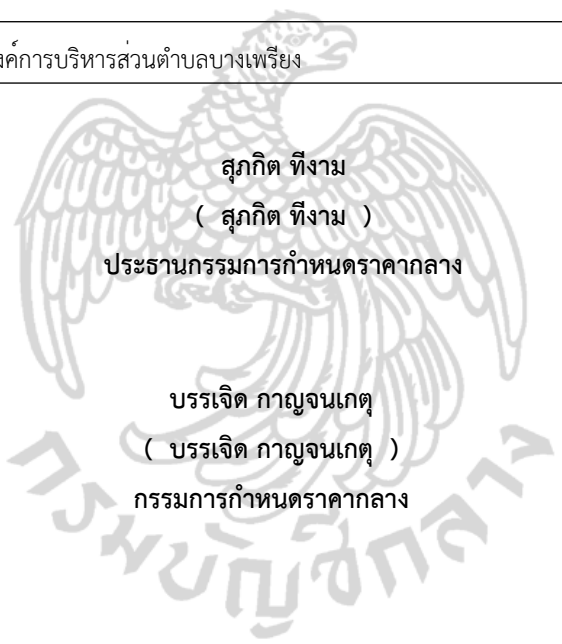 งค์การบริหารส่วนตำบลบางเพรียง
สุภกิต ทีงาม
( สุภกิต ทีงาม )
ประธานกรรมการกำหนดราคากลาง
บรรเจิด กาญจนเกตุ
( บรรเจิด กาญจนเกตุ )
กรรมการกำหนดราคากลาง
กรมบัญชีกลาง